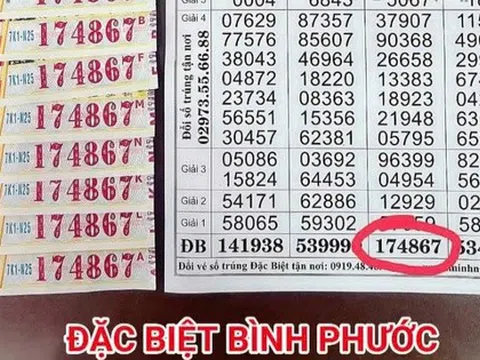 7K1-N25 174867 B
7K1-N25 174867 F
7K1-N25 174867 M
7K1-N25 174867 N
7K1-N25 174867 K
7K1-N25 174867 L
7K1-N25 174867 A
Đổi số trúng tận nơi
02973.55.66.88
Giải 4 07629 87357 37907
77576 85607 90368
38043 46964 26658
04872 18220 13383
23734 08363 18923
56551 15356 21948
30457 62381 05795
Giải 3 05086 03692 96399
15824 64453 04954
Giải 2 54171 62886 12929
Giải 1 58065 59302
ĐB 141938 53999 174867
Đổi vé số trúng Đặc Biệt tận nơi: 0919.48.
ĐẶC BIỆT BÌNH PHƯỚC